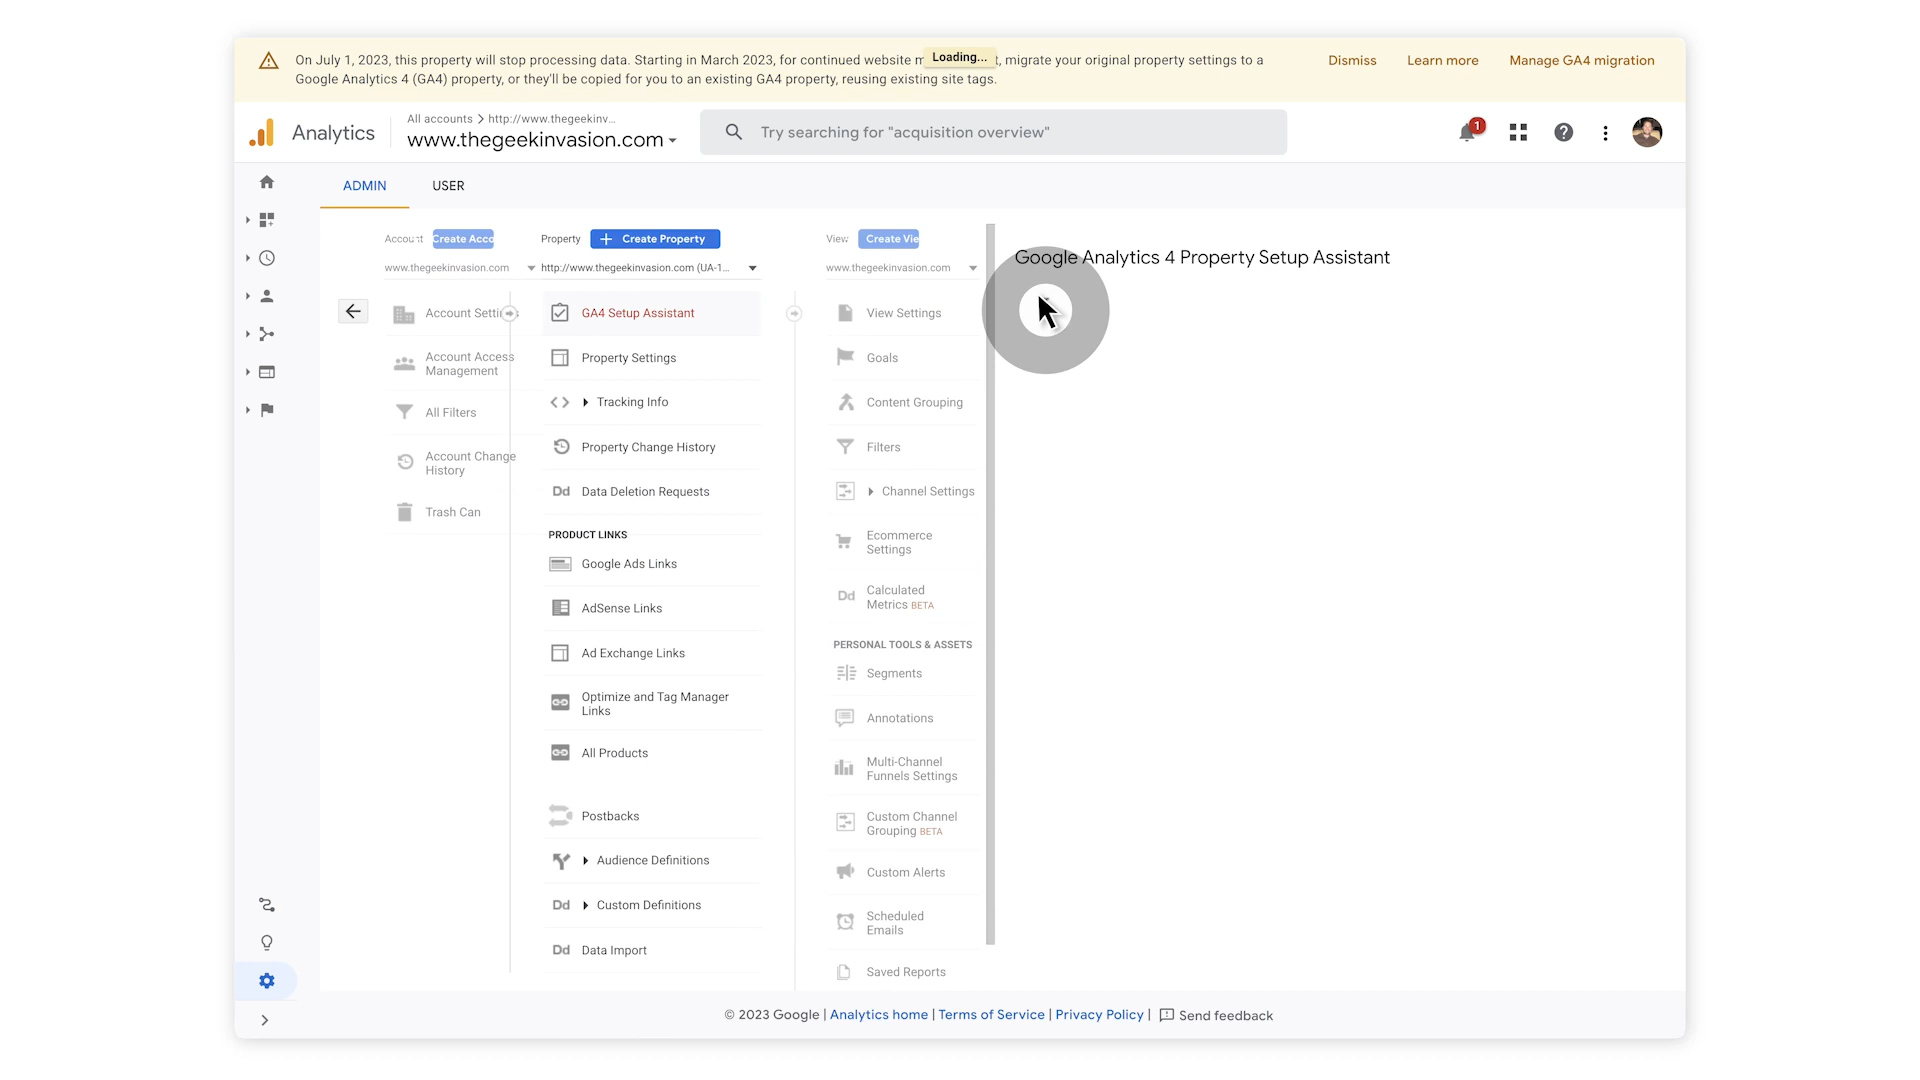 On July 1, 2023, this property will stop processing data. Starting in March 2023, for continued website m Loading... t, migrate your original property settings to a
Google Analytics 4 (GA4) property, or they'll be copied for you to an existing GA4 property, reusing existing site tags.
Dismiss
Learn more
Manage GA4 migration
Analytics
All accounts > http://www.thegeekinv...
www.thegeekinvasion.com
Try searching for "acquisition overview"
1
ADMIN
USER
Account
Create Acco
www.thegeekinvasion.com
Account Settings
Account Access
Management
All Filters
Account Change
History
Trash Can
Property
+ Create Property
http://www.thegeekinvasion.com (UA-1...
GA4 Setup Assistant
Property Settings
Tracking Info
Property Change History
Dd Data Deletion Requests
PRODUCT LINKS
Google Ads Links
AdSense Links
Ad Exchange Links
Optimize and Tag Manager
Links
All Products
Postbacks
Audience Definitions
Dd Custom Definitions
Dd Data Import
View
Create Vie
www.thegeekinvasion.com
View Settings
Goals
Content Grouping
Filters
Channel Settings
Ecommerce
Settings
Dd Calculated
Metrics BETA
PERSONAL TOOLS & ASSETS
Segments
Annotations
Multi-Channel
Funnels Settings
Custom Channel
Grouping BETA
Custom Alerts
Scheduled
Emails
Saved Reports
Google Analytics 4 Property Setup Assistant
© 2023 Google | Analytics home | Terms of Service | Privacy Policy | Send feedback